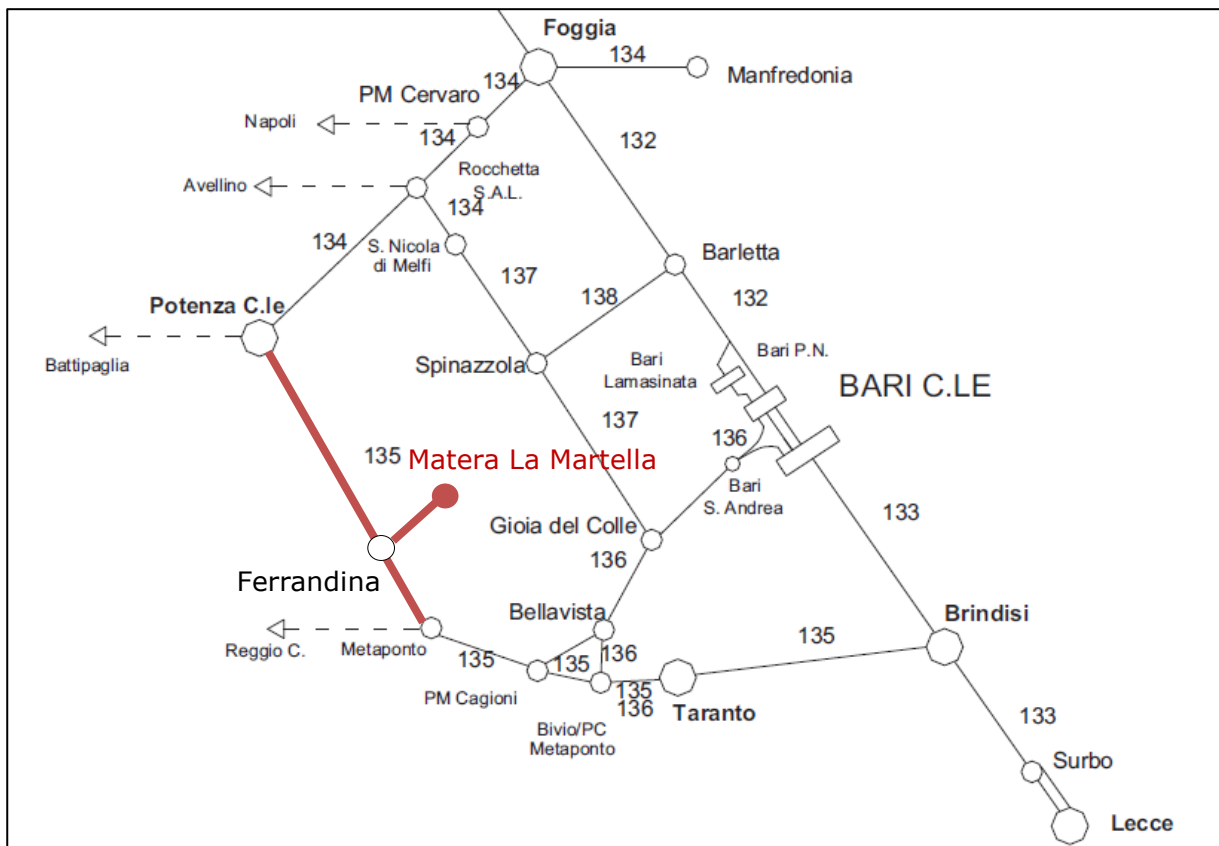 Foggia
134
Manfredonia
134
PM Cervaro
Napoli
134
132
Rocchetta
S.A.L.
Avellino
134
S. Nicola
di Melfi
134
Barletta
137
138
132
Potenza C.le
Battipaglia
Spinazzola
Bari
Lamasinata
Bari P.N.
BARI C.LE
137
136
135
Matera La Martella
Bari
S. Andrea
133
Gioia del Colle
136
Ferrandina
Bellavista
Brindisi
135
Reggio C.
Metaponto
135
135
136
PM Cagioni
135
136
Taranto
Bivio/PC
Metaponto
133
Surbo
Lecce